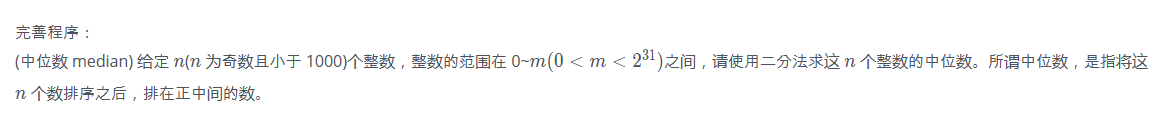 完善程序：
(中位数 median) 给定 n(n 为奇数且小于 1000)个整数，整数的范围在 0~m(0 < m < 2^31)之间，请使用二分法求这 n 个整数的中位数。所谓中位数，是指将这
n 个数排序之后，排在正中间的数。